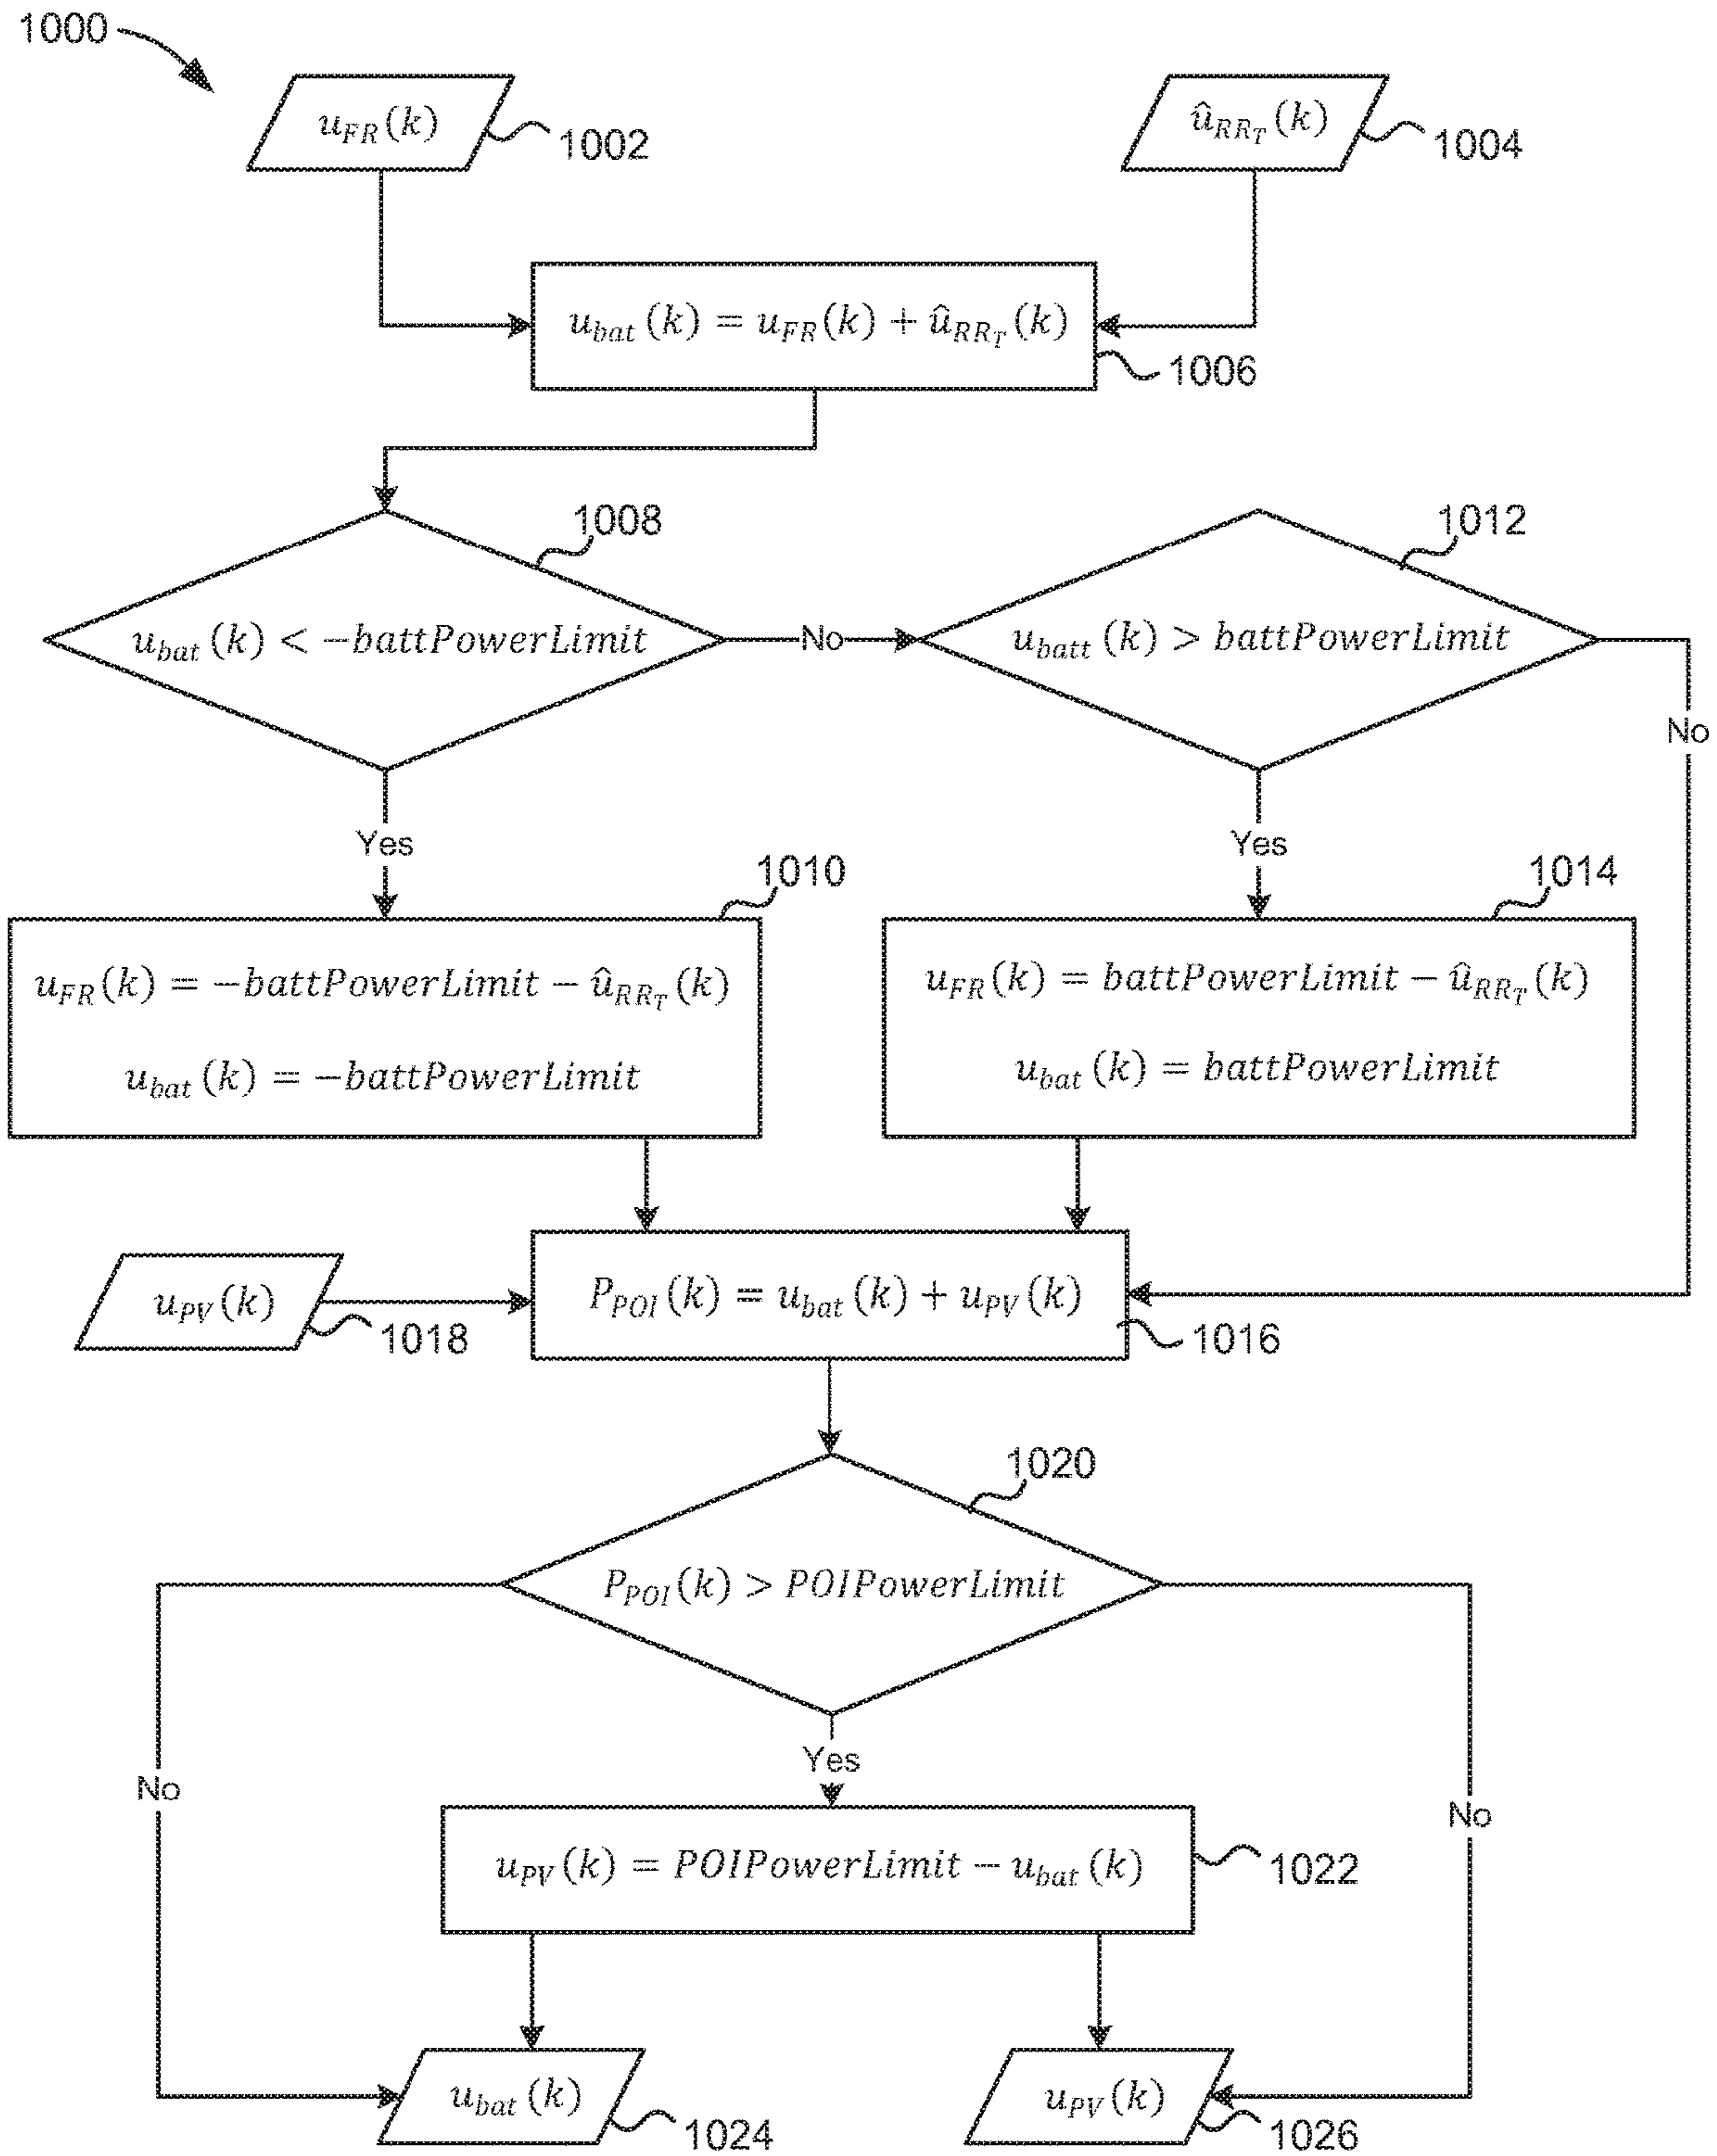 1000
u_FR(k)
1002
û_RR_T(k)
1004
u_bat(k) = u_FR(k) + û_RR_T(k)
1006
1008
u_bat(k) < −battPowerLimit
No
1012
u_batt(k) > battPowerLimit
No
Yes
Yes
1010
u_FR(k) = −battPowerLimit − û_RR_T(k)
u_bat(k) = −battPowerLimit
1014
u_FR(k) = battPowerLimit − û_RR_T(k)
u_bat(k) = battPowerLimit
u_PV(k)
1018
P_POI(k) = u_bat(k) + u_PV(k)
1016
1020
P_POI(k) > POIPowerLimit
No
Yes
No
u_PV(k) = POIPowerLimit − u_bat(k)
1022
u_bat(k)
1024
u_PV(k)
1026